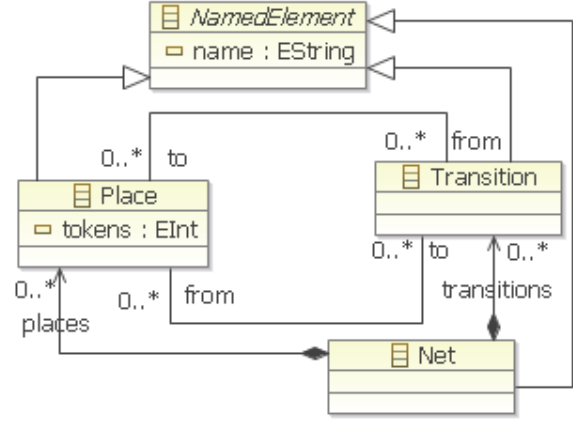 NamedElement
name : EString
0..* to
0..* from
Place
tokens : EInt
Transition
0..* to
0..*
0..*
0..* from
transitions
places
Net